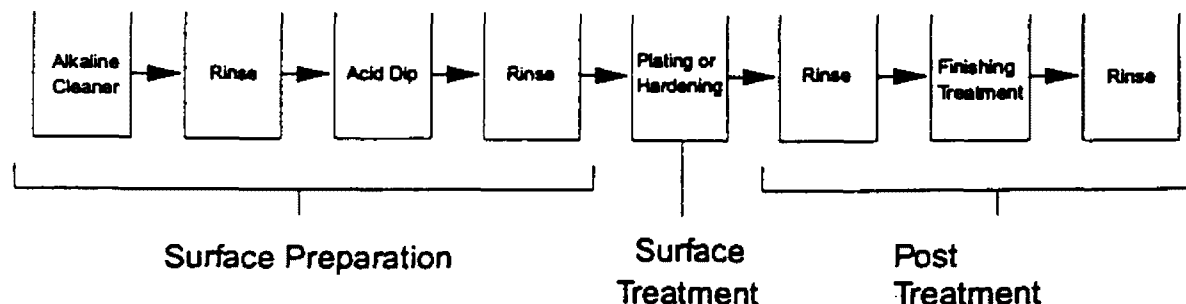 Alkaline
Cleaner
Rinse
Acid Dip
Rinse
Plating or
Hardening
Rinse
Finishing
Treatment
Rinse
Surface Preparation
Surface
Treatment
Post
Treatment